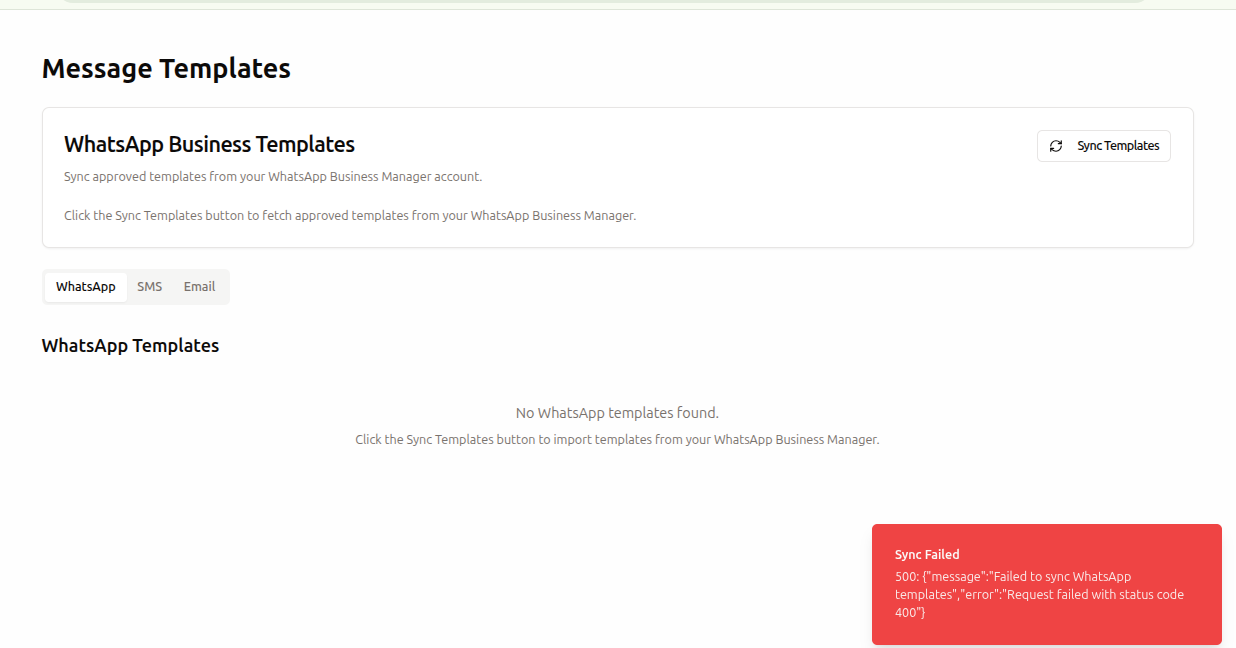 Message Templates
WhatsApp Business Templates
Sync Templates
Sync approved templates from your WhatsApp Business Manager account.
Click the Sync Templates button to fetch approved templates from your WhatsApp Business Manager.
WhatsApp SMS Email
WhatsApp Templates
No WhatsApp templates found.
Click the Sync Templates button to import templates from your WhatsApp Business Manager.
Sync Failed
500: {"message":"Failed to sync WhatsApp
templates","error":"Request failed with status code
400"}